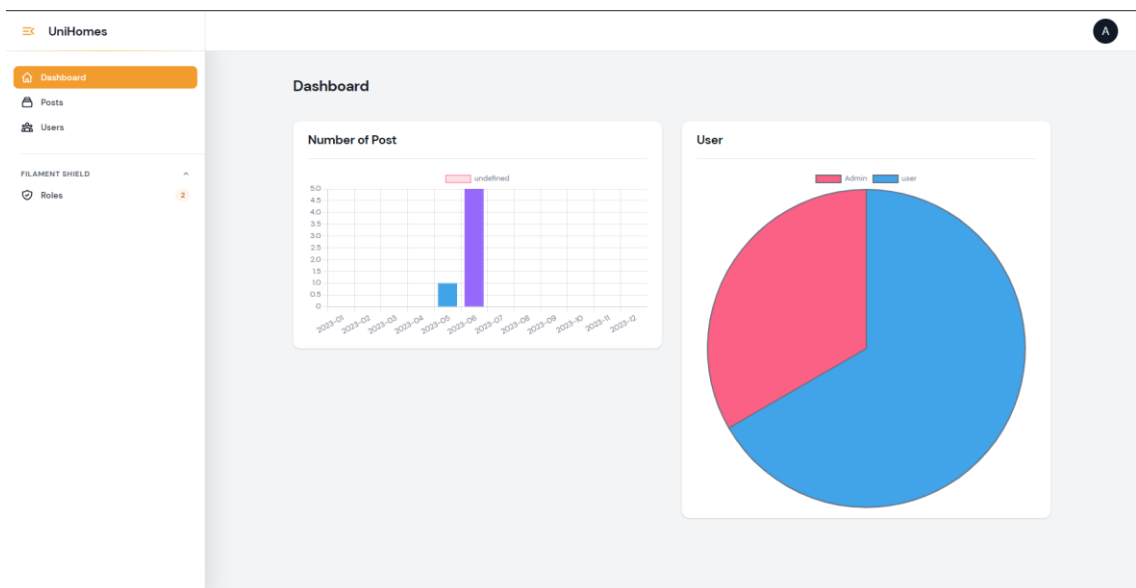 UniHomes
A
Dashboard
Posts
Users
FILAMENT SHIELD
Roles 2
Dashboard
Number of Post
undefined
5.0
4.5
4.0
3.5
3.0
2.5
2.0
1.5
1.0
0.5
0
2023-01 2023-02 2023-03 2023-04 2023-05 2023-06 2023-07 2023-08 2023-09 2023-10 2023-11 2023-12
User
Admin user